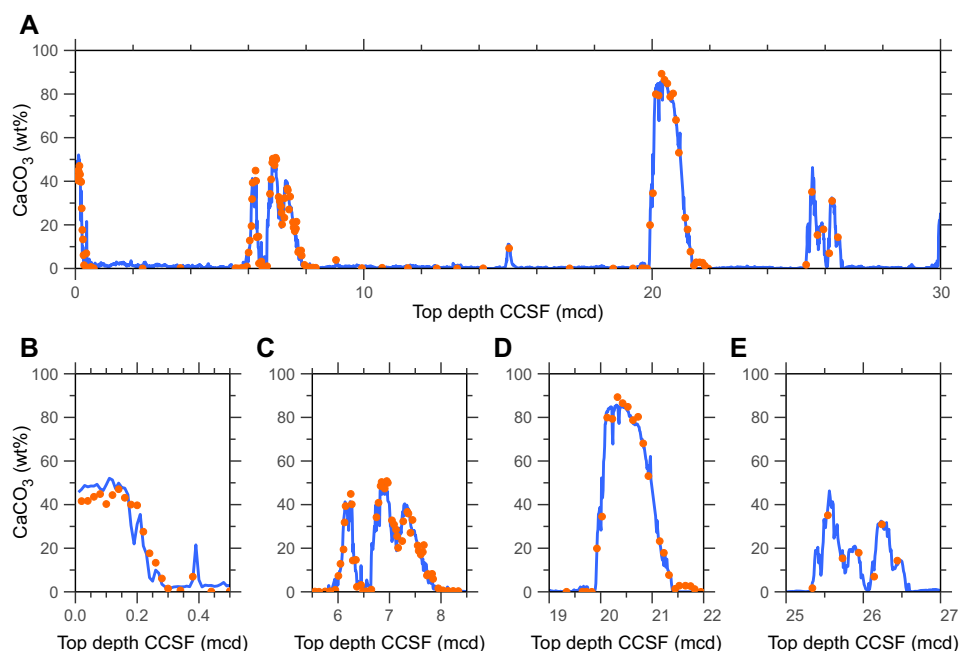 A
100
80
60
40
20
0
CaCO3 (wt%)
0 10 20 30
Top depth CCSF (mcd)
B C D E
100 100 100 100
80 80 80 80
60 60 60 60
40 40 40 40
20 20 20 20
0 0 0 0
CaCO3 (wt%)
0.0 0.2 0.4 6 7 8 19 20 21 22 25 26 27
Top depth CCSF (mcd) Top depth CCSF (mcd) Top depth CCSF (mcd) Top depth CCSF (mcd)